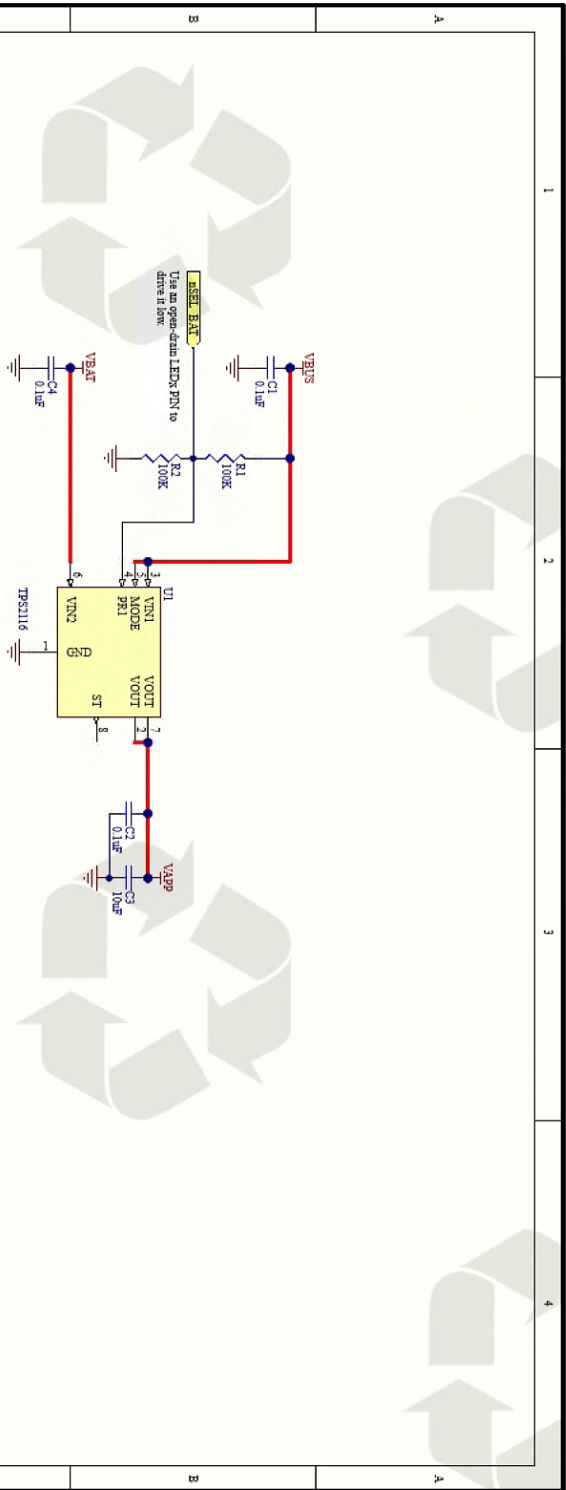 1
2
3
4
A
A
B
B
VBUS
C1
0.1uF
nSEL_BAT
Use an open-drain LEDx PIN to
drive it low.
R1
100K
R2
100K
VBAT
C4
0.1uF
U1
3
5
4
6
VIN1
MODE
PR1
VIN2
GND
1
VOUT
VOUT
ST
7
2
8
TPS2116
VAPP
C2
0.1uF
C3
10uF